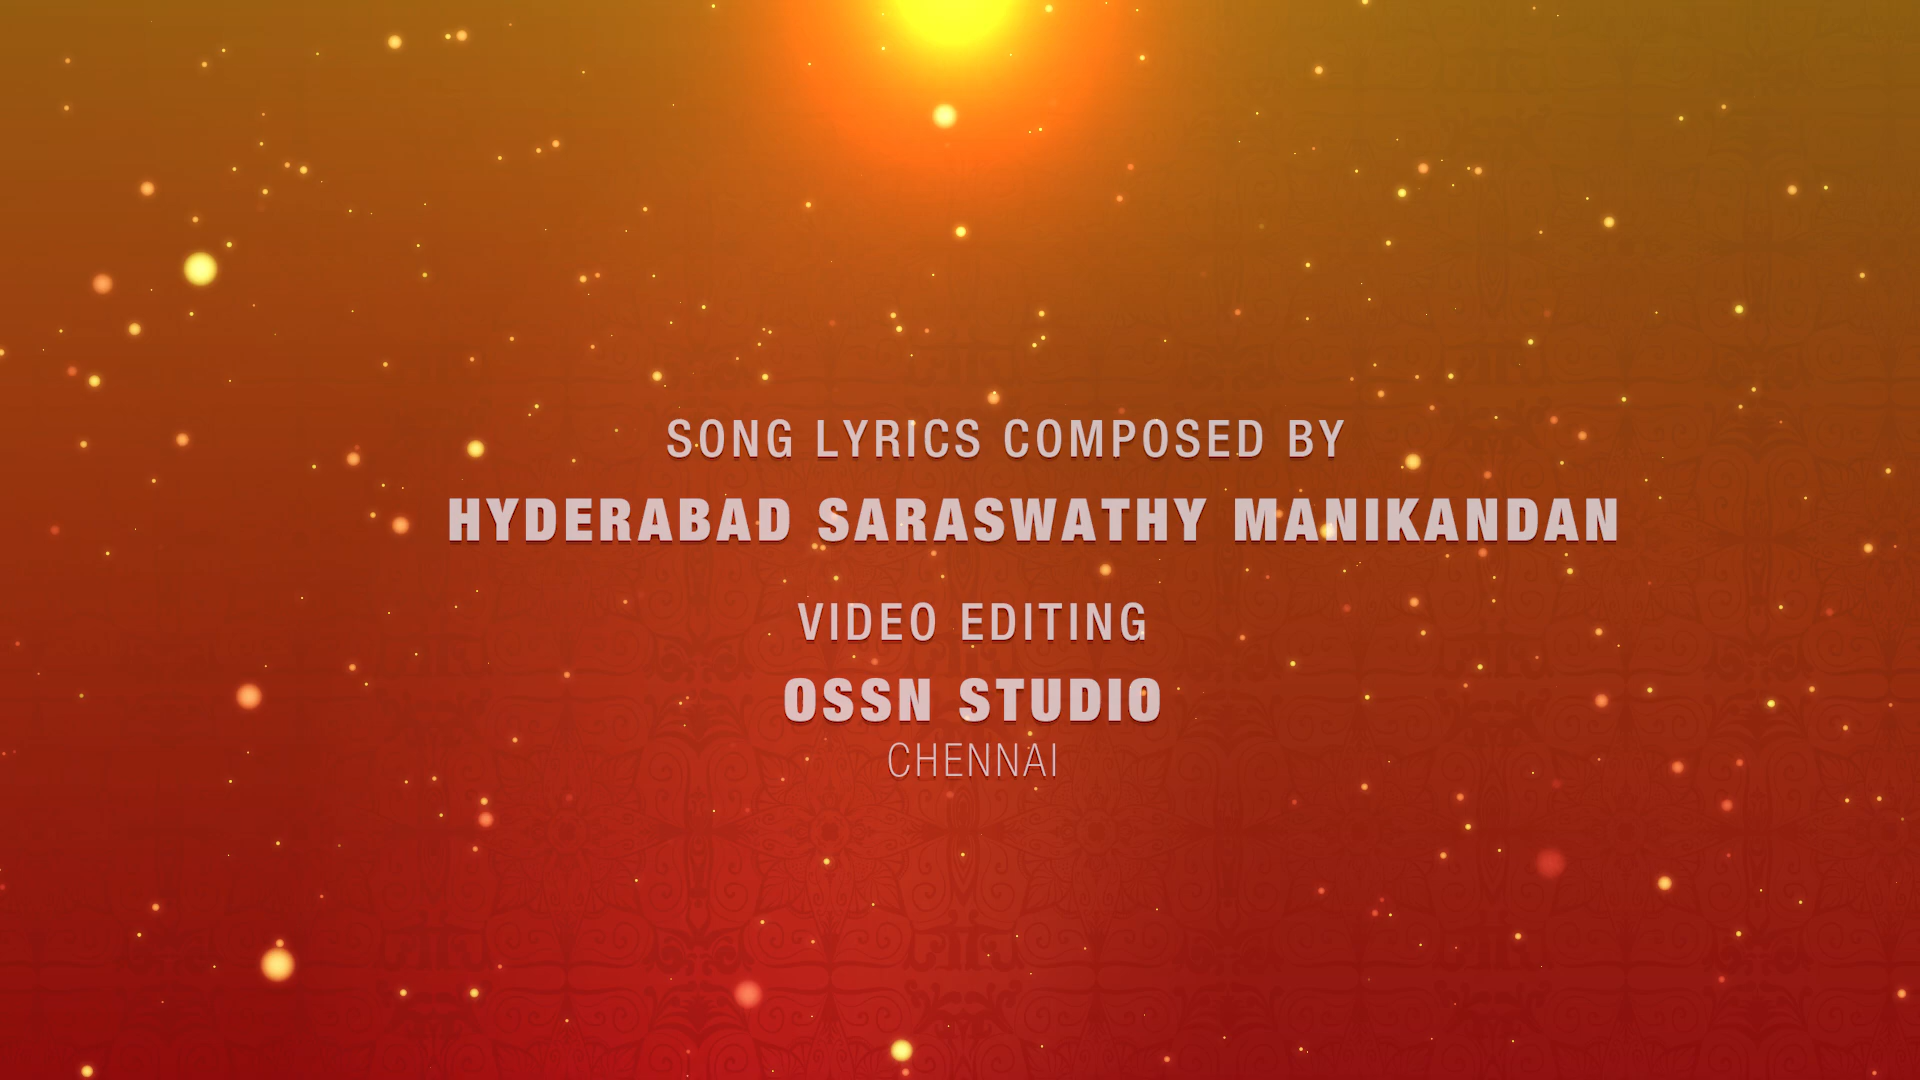 SONG LYRICS COMPOSED BY
HYDERABAD SARASWATHY MANIKANDAN
VIDEO EDITING
OSSN STUDIO
CHENNAI